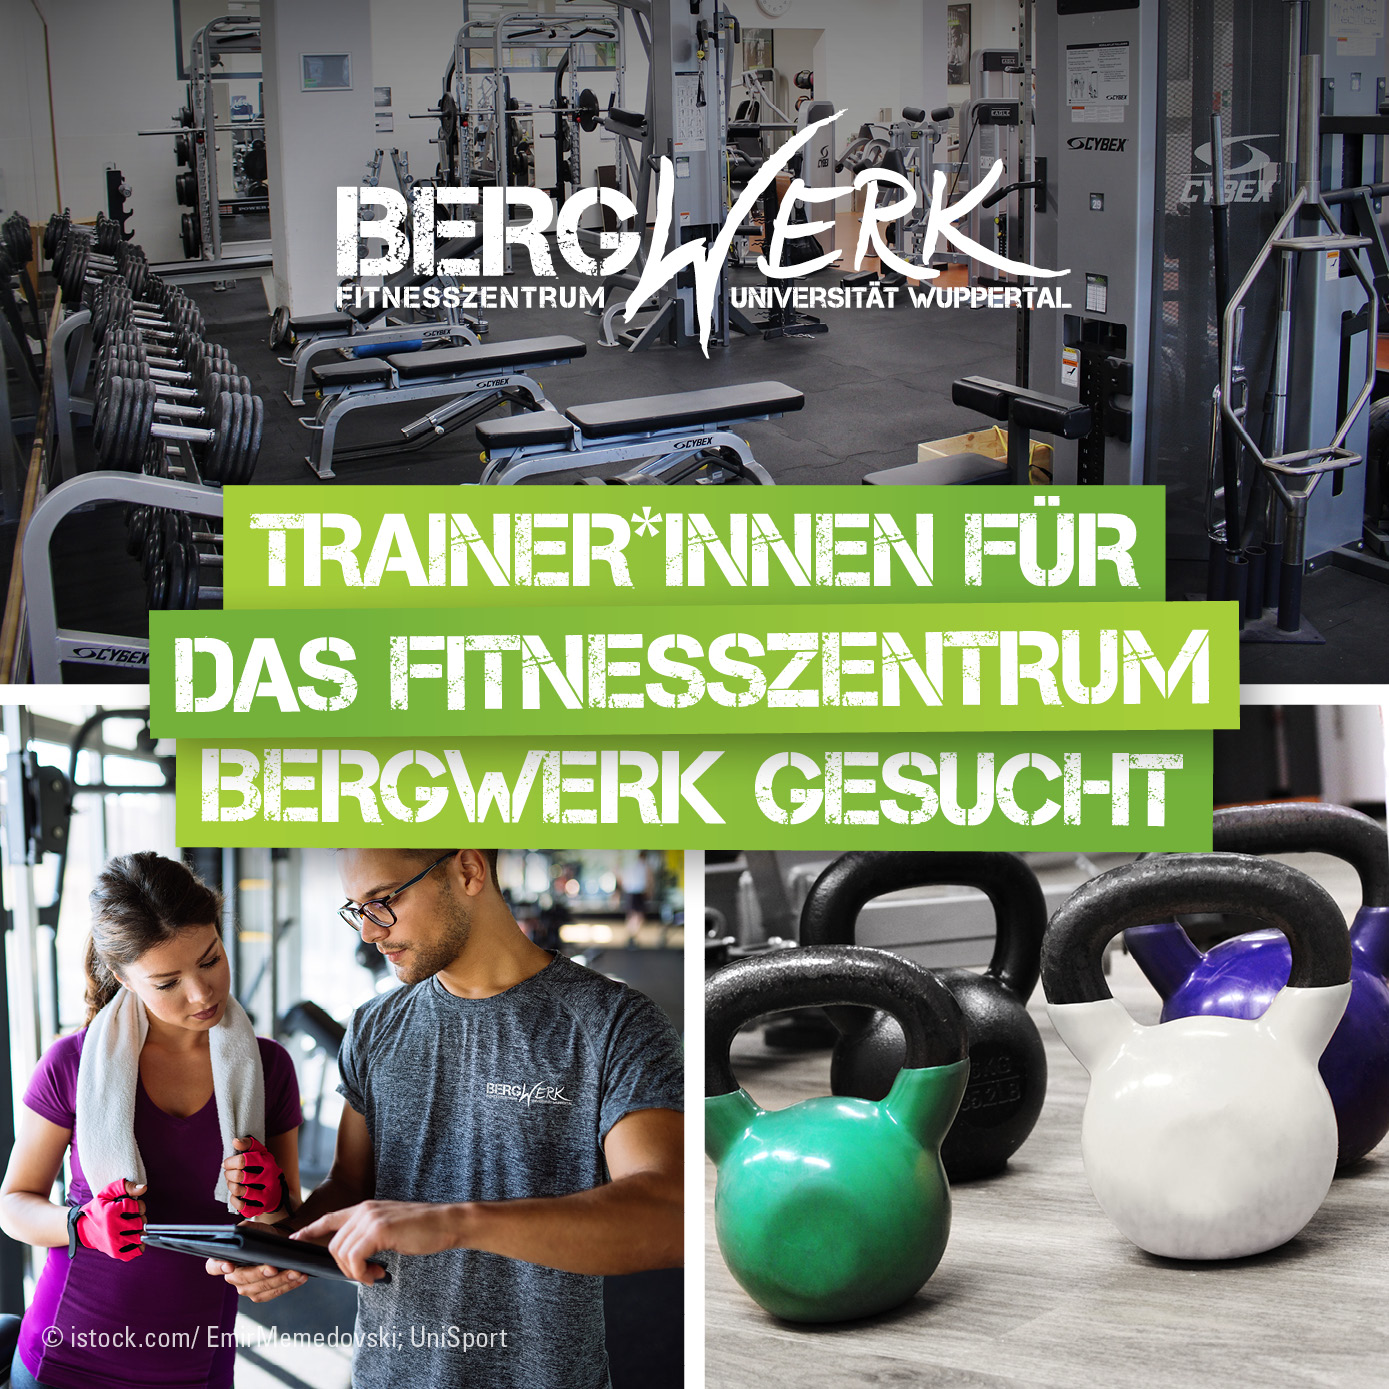 BERGWERK
FITNESSZENTRUM UNIVERSITÄT WUPPERTAL
CYBEX
CYBEX
CYBEX
CYBEX
CYBEX
CYBEX
TRAINER*INNEN FÜR
DAS FITNESSZENTRUM
BERGWERK GESUCHT
BERGWERK
© istock.com/ EmirMemedovski; UniSport